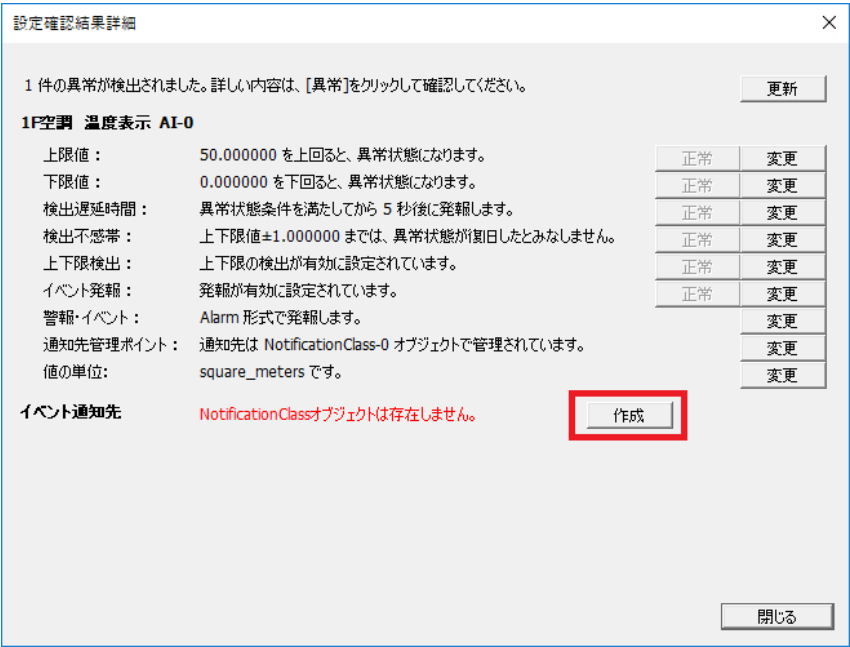 設定確認結果詳細
1 件の異常が検出されました。詳しい内容は、[異常]をクリックして確認してください。 更新
1F空調 温度表示 AI-0
上限値： 50.000000 を上回ると、異常状態になります。 正常 変更
下限値： 0.000000 を下回ると、異常状態になります。 正常 変更
検出遅延時間： 異常状態条件を満たしてから 5 秒後に発報します。 正常 変更
検出不感帯： 上下限値±1.000000 までは、異常状態が復旧したとみなしません。 正常 変更
上下限検出： 上下限の検出が有効に設定されています。 正常 変更
イベント発報： 発報が有効に設定されています。 正常 変更
警報・イベント： Alarm 形式で発報します。 変更
通知先管理ポイント： 通知先は NotificationClass-0 オブジェクトで管理されています。 変更
値の単位: square_meters です。 変更
イベント通知先 NotificationClassオブジェクトは存在しません。 作成
閉じる